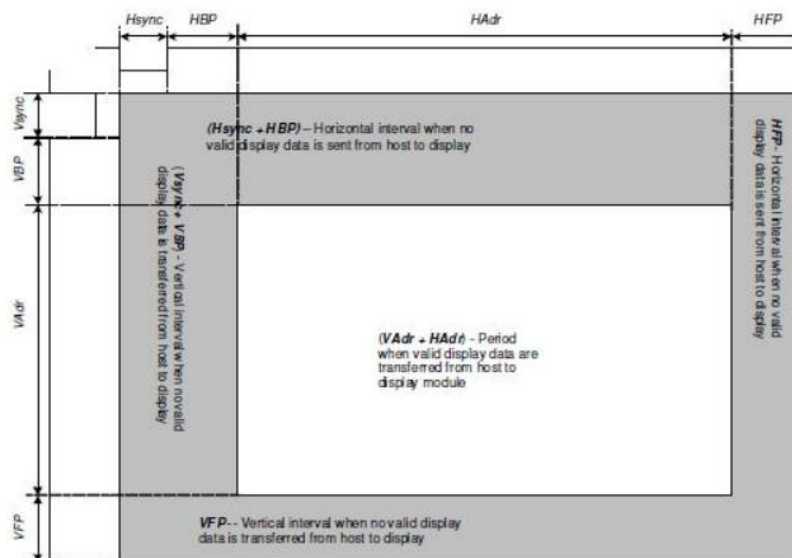 Hsync
HBP
HAdr
HFP
Vsync
VBP
VAdr
VFP
(Hsync + HBP) – Horizontal interval when no
valid display data is sent from host to display
(Vsync + VBP) - Vertical interval when no valid
display data is transferred from host to display
HFP - Horizontal interval when no valid
display data is sent from host to display
(VAdr + HAdr) - Period
when valid display data are
transferred from host to
display module
VFP -- Vertical interval when no valid display
data is transferred from host to display